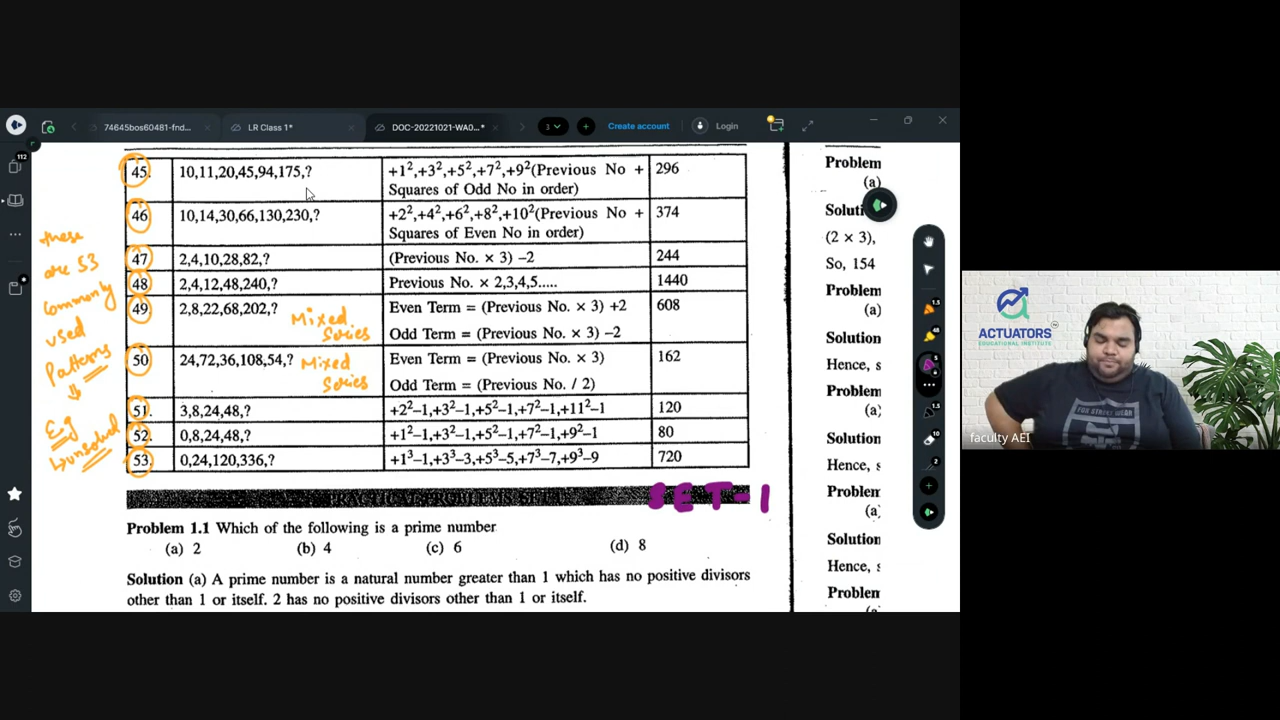 74645bos60481-fnd...
LR Class 1*
DOC-20221021-WA0...*
3
Create account
Login
112
45. 10,11,20,45,94,175,? +1²,+3²,+5²,+7²,+9²(Previous No + Squares of Odd No in order) 296
46 10,14,30,66,130,230,? +2²,+4²,+6²,+8²,+10²(Previous No + Squares of Even No in order) 374
47 2,4,10,28,82,? (Previous No. × 3) –2 244
48 2,4,12,48,240,? Previous No. × 2,3,4,5..... 1440
49 2,8,22,68,202,? Mixed Series Even Term = (Previous No. × 3) +2 608
Odd Term = (Previous No. × 3) –2
50 24,72,36,108,54,? Mixed Series Even Term = (Previous No. × 3) 162
Odd Term = (Previous No. / 2)
51. 3,8,24,48,? +2²–1,+3²–1,+5²–1,+7²–1,+11²–1 120
52. 0,8,24,48,? +1²–1,+3²–1,+5²–1,+7²–1,+9²–1 80
53. 0,24,120,336,? +1³–1,+3³–3,+5³–5,+7³–7,+9³–9 720
these
are 53
commonly
used
patterns
Eg
unsolved
SET-1
Problem 1.1 Which of the following is a prime number
(a) 2 (b) 4 (c) 6 (d) 8
Solution (a) A prime number is a natural number greater than 1 which has no positive divisors
other than 1 or itself. 2 has no positive divisors other than 1 or itself.
Problem
(a)
Soluti
(2 × 3),
So, 154
Problem
(a)
Solution
Hence, s
Problem
(a)
Solution
Hence, s
Problem
(a)
Solution
Hence, s
Problem
ACTUATORS
EDUCATIONAL INSTITUTE
FOX STREET WEAR
faculty AEI